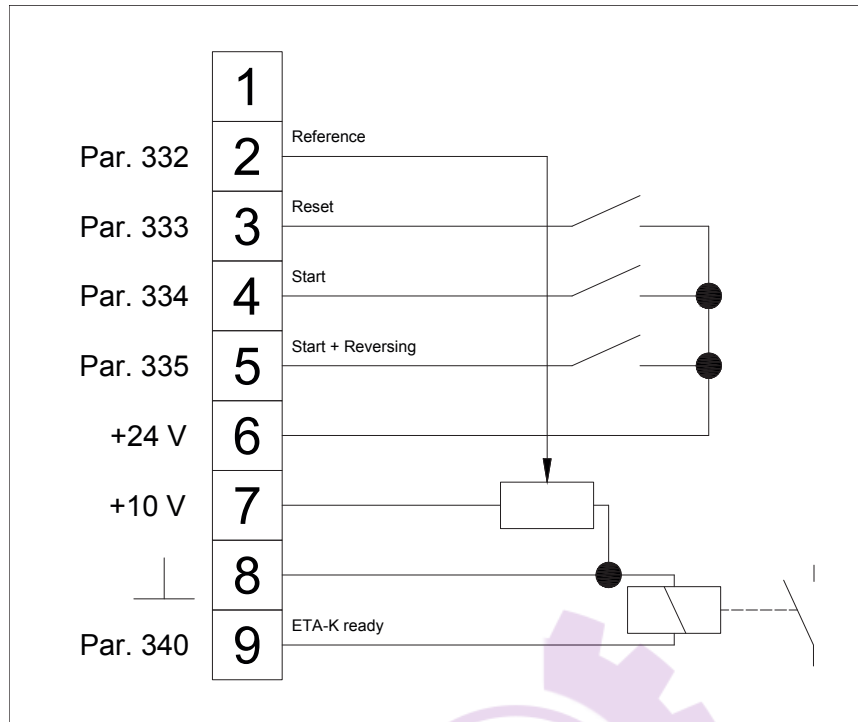 1
Par. 332 2 Reference
Par. 333 3 Reset
Par. 334 4 Start
Par. 335 5 Start + Reversing
+24 V 6
+10 V 7
8
Par. 340 9 ETA-K ready